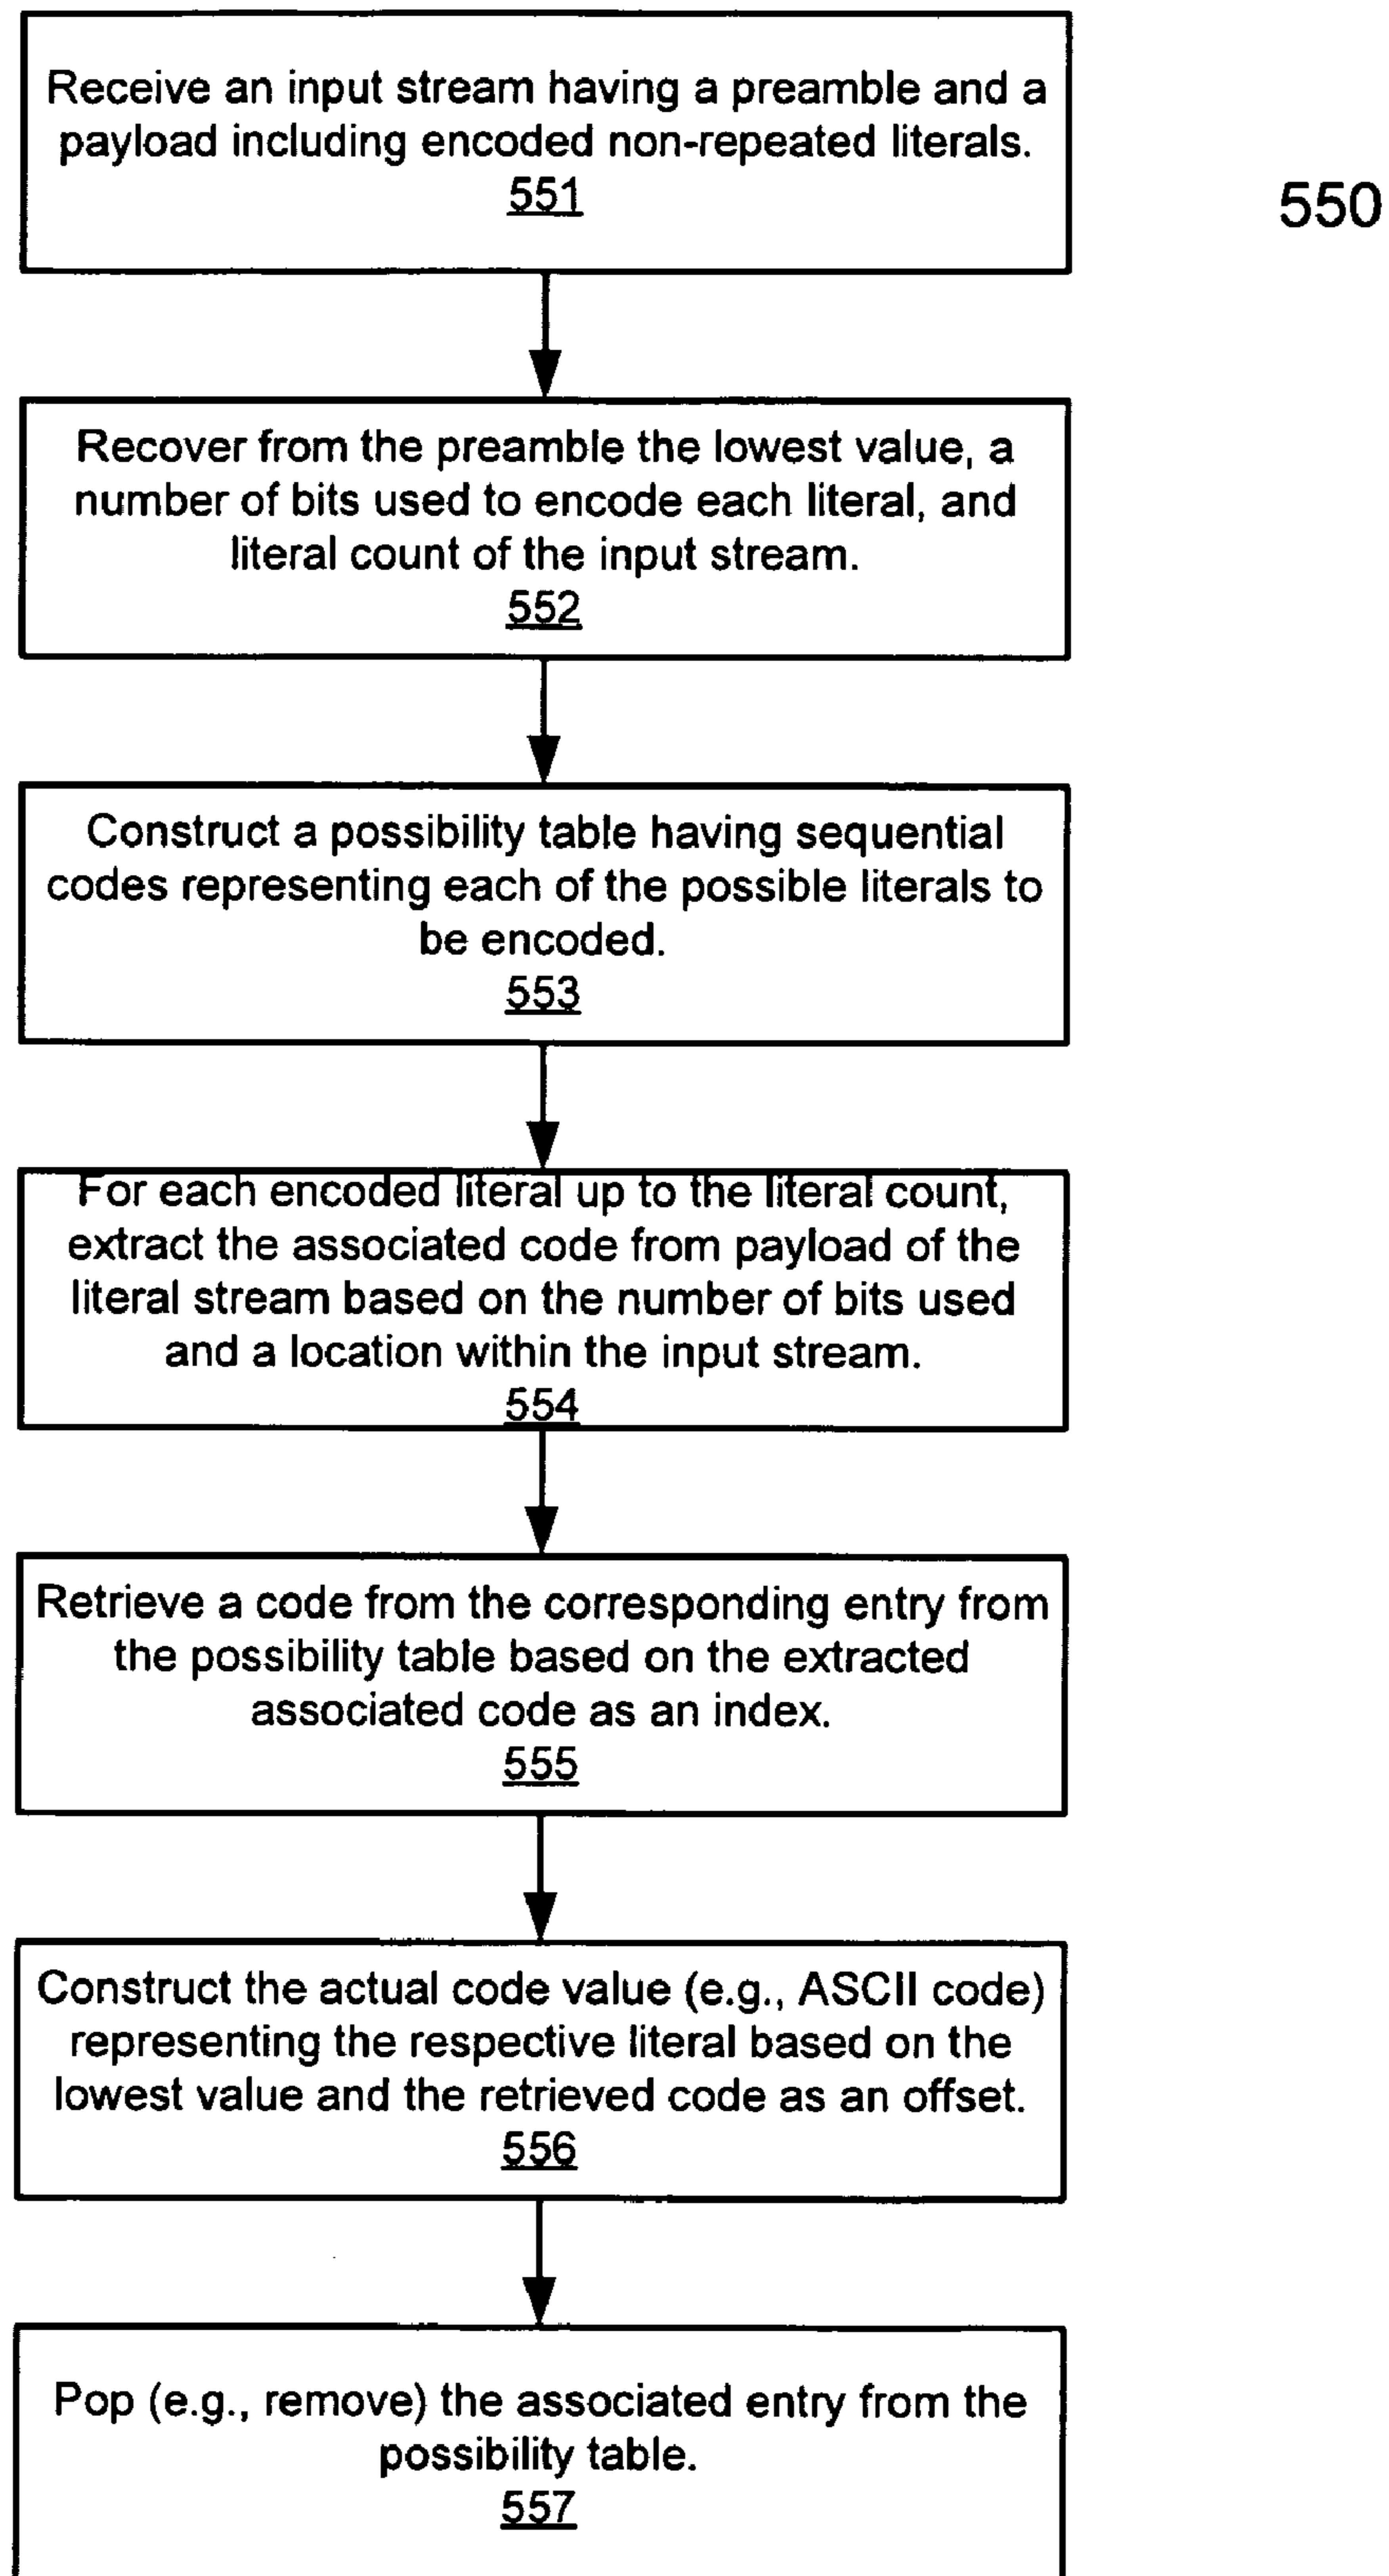 Receive an input stream having a preamble and a
payload including encoded non-repeated literals.
551
550
Recover from the preamble the lowest value, a
number of bits used to encode each literal, and
literal count of the input stream.
552
Construct a possibility table having sequential
codes representing each of the possible literals to
be encoded.
553
For each encoded literal up to the literal count,
extract the associated code from payload of the
literal stream based on the number of bits used
and a location within the input stream.
554
Retrieve a code from the corresponding entry from
the possibility table based on the extracted
associated code as an index.
555
Construct the actual code value (e.g., ASCII code)
representing the respective literal based on the
lowest value and the retrieved code as an offset.
556
Pop (e.g., remove) the associated entry from the
possibility table.
557